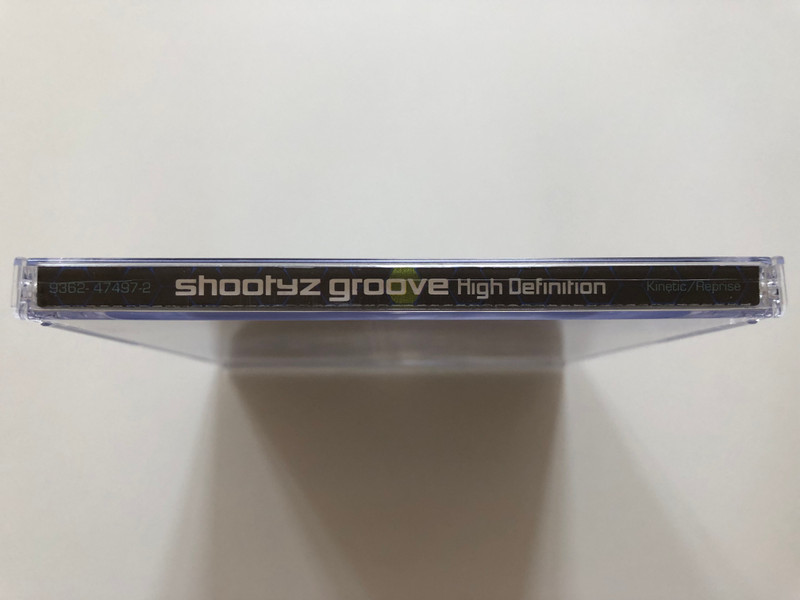 9362-47497-2 shootyz groove High Definition Kinetic/Reprise